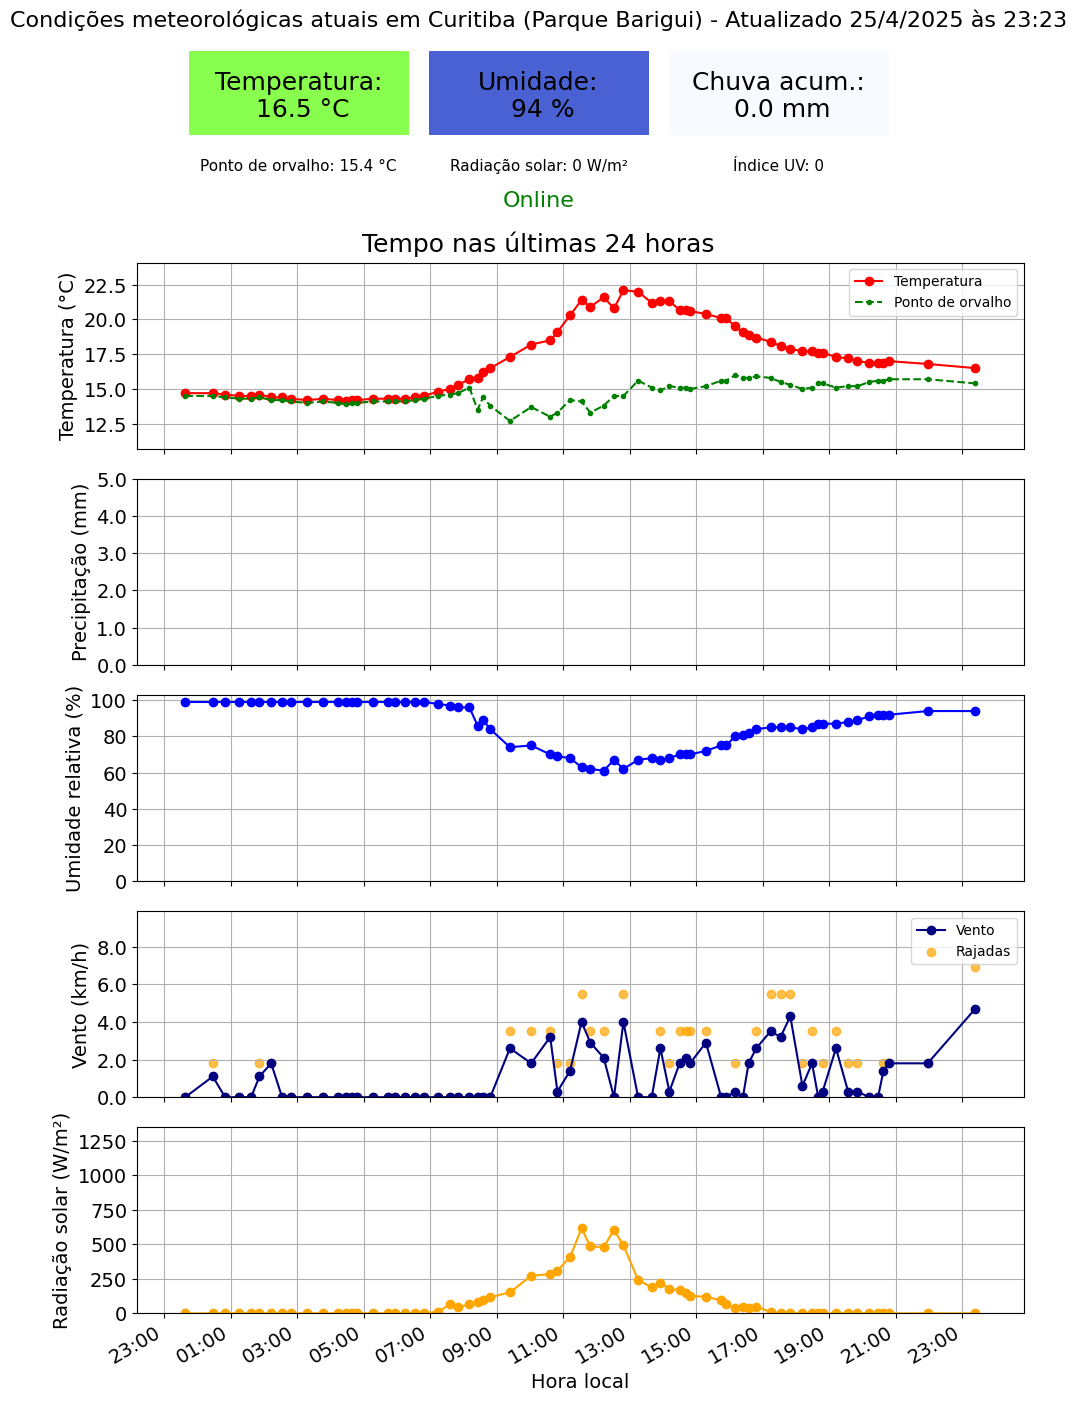 Condições meteorológicas atuais em Curitiba (Parque Barigui) - Atualizado 25/4/2025 às 23:23
Temperatura:
16.5 °C
Umidade:
94 %
Chuva acum.:
0.0 mm
Ponto de orvalho: 15.4 °C
Radiação solar: 0 W/m²
Índice UV: 0
Online
Tempo nas últimas 24 horas
Temperatura (°C)
22.5
20.0
17.5
15.0
12.5
Temperatura
Ponto de orvalho
Precipitação (mm)
5.0
4.0
3.0
2.0
1.0
0.0
Umidade relativa (%)
100
80
60
40
20
0
Vento (km/h)
8.0
6.0
4.0
2.0
0.0
Vento
Rajadas
Radiação solar (W/m²)
1250
1000
750
500
250
0
23:00
01:00
03:00
05:00
07:00
09:00
11:00
13:00
15:00
17:00
19:00
21:00
23:00
Hora local